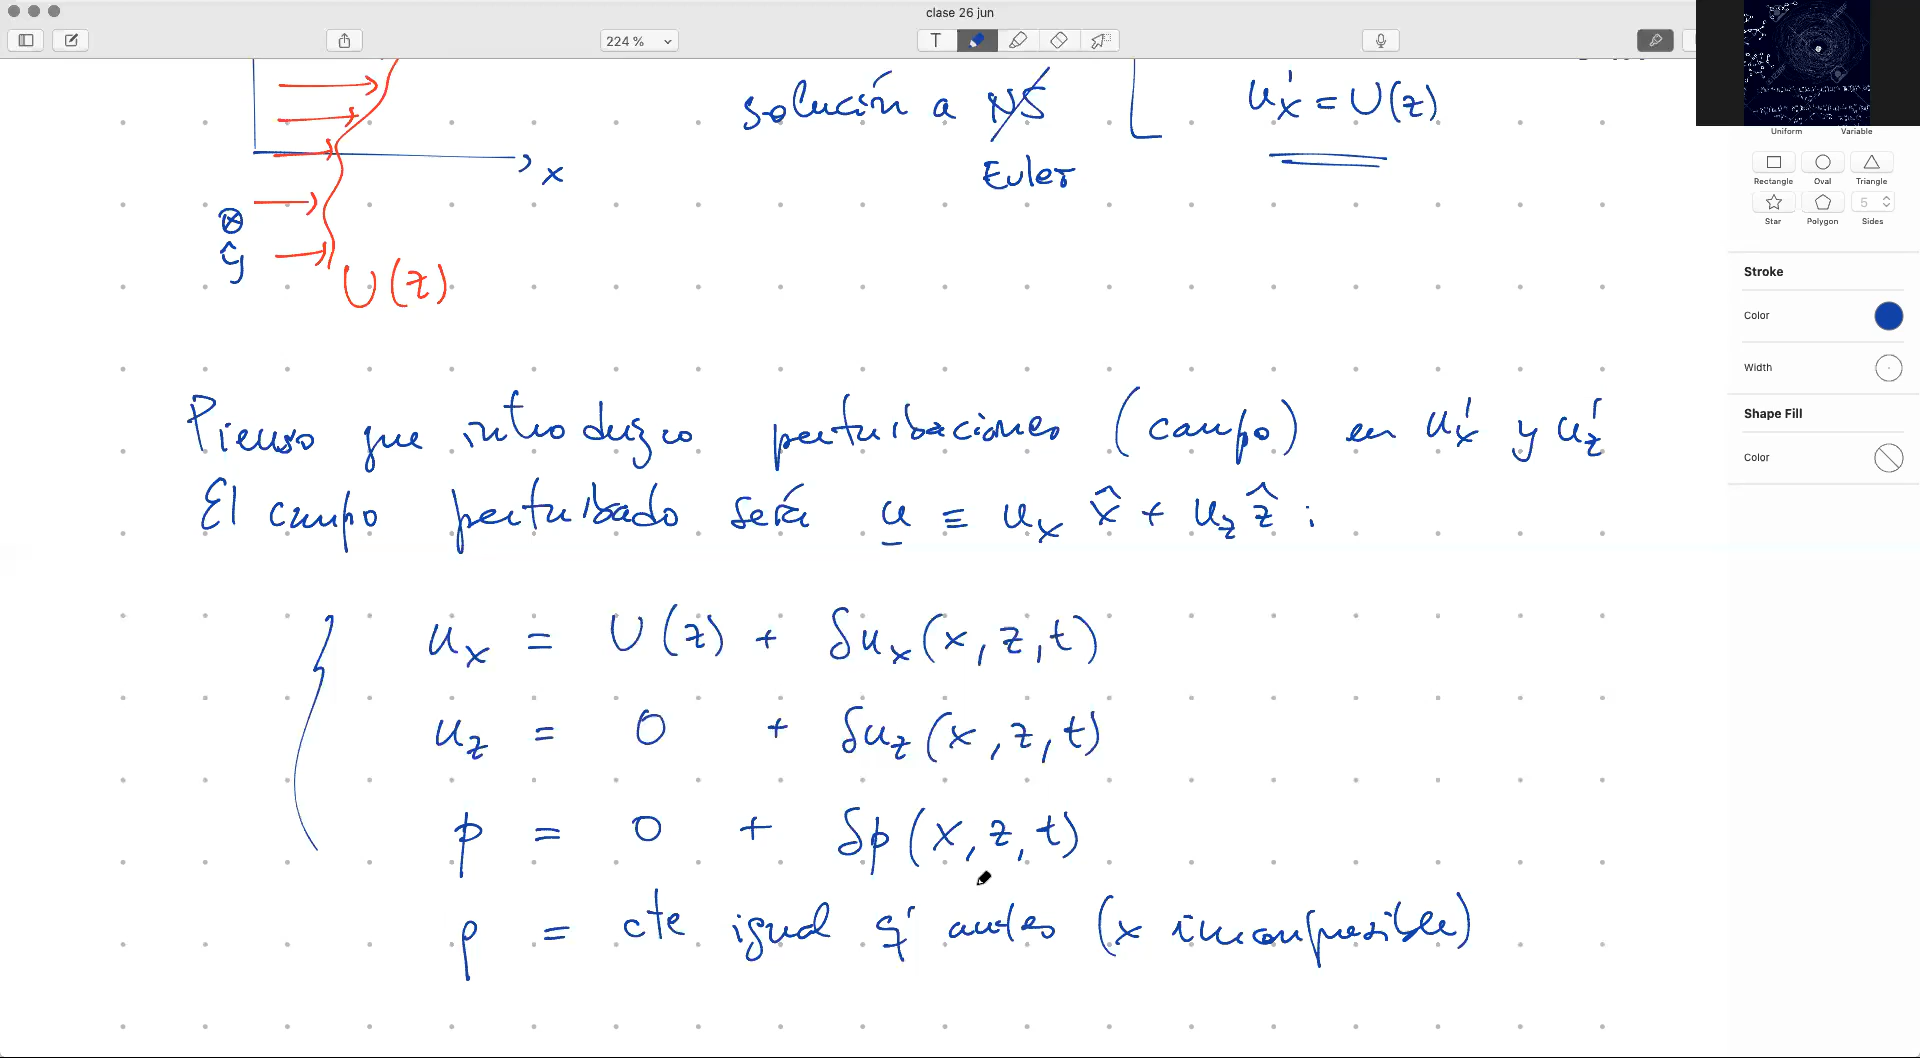 clase 26 jun
224 %
T
solución a NS
Euler
u'x = U(z)
x
ŷ
U(z)
Pienso que introduzco perturbaciones (campo) en u'x y u'z
El campo perturbado será u ≡ ux x̂ + uz ẑ :
ux = U(z) + δux(x, z, t)
uz = 0 + δuz(x, z, t)
p = 0 + δp(x, z, t)
ρ = cte igual q' antes (x incompresible)
Uniform Variable
Rectangle Oval Triangle
5
Star Polygon Sides
Stroke
Color
Width
Shape Fill
Color